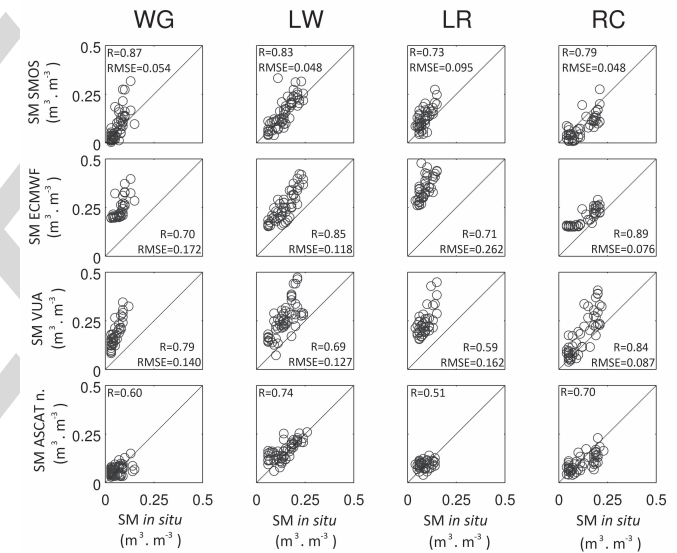 WG LW LR RC
SM SMOS
(m³ . m⁻³)
0.5
0.25
0
R=0.87
RMSE=0.054
R=0.83
RMSE=0.048
R=0.73
RMSE=0.095
R=0.79
RMSE=0.048
SM ECMWF
(m³ . m⁻³)
0.5
0.25
0
R=0.70
RMSE=0.172
R=0.85
RMSE=0.118
R=0.71
RMSE=0.262
R=0.89
RMSE=0.076
SM VUA
(m³ . m⁻³)
0.5
0.25
0
R=0.79
RMSE=0.140
R=0.69
RMSE=0.127
R=0.59
RMSE=0.162
R=0.84
RMSE=0.087
SM ASCAT n.
(m³ . m⁻³)
0.5
0.25
0
R=0.60
R=0.74
R=0.51
R=0.70
0 0.25 0.5 0 0.25 0.5 0 0.25 0.5 0 0.25 0.5
SM in situ SM in situ SM in situ SM in situ
(m³ . m⁻³) (m³ . m⁻³) (m³ . m⁻³) (m³ . m⁻³)